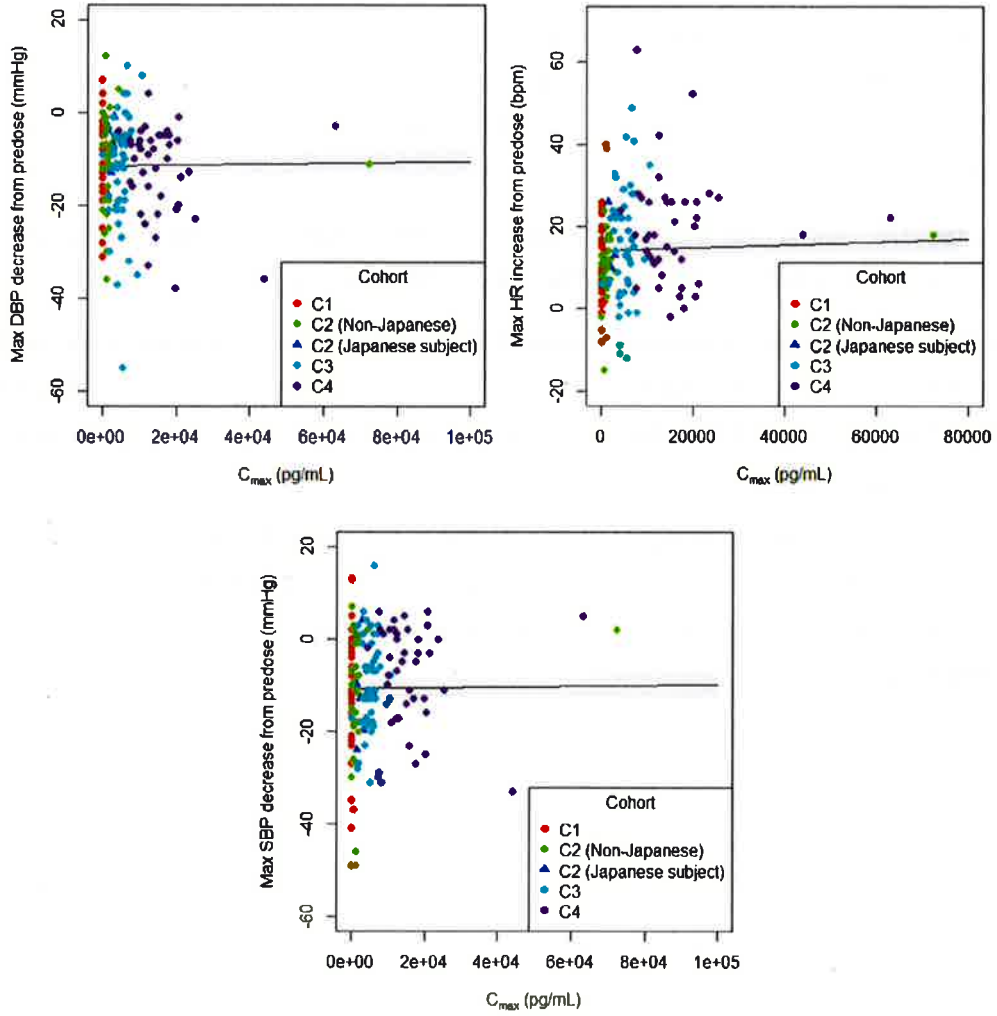 Max DBP decrease from predose (mmHg)
20
0
-20
-40
-60
0e+00 2e+04 4e+04 6e+04 8e+04 1e+05
Cmax (pg/mL)
Cohort
C1
C2 (Non-Japanese)
C2 (Japanese subject)
C3
C4
Max HR increase from predose (bpm)
60
40
20
0
-20
0 20000 40000 60000 80000
Cmax (pg/mL)
Cohort
C1
C2 (Non-Japanese)
C2 (Japanese subject)
C3
C4
Max SBP decrease from predose (mmHg)
20
0
-20
-40
-60
0e+00 2e+04 4e+04 6e+04 8e+04 1e+05
Cmax (pg/mL)
Cohort
C1
C2 (Non-Japanese)
C2 (Japanese subject)
C3
C4